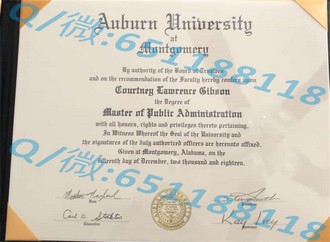 Auburn University
at
Montgomery
By authority of the Board of Trustees
and on the recommendation of the Faculty hereby confers upon
Courtney Lawrence Gibson
the Degree of
Master of Public Administration
with all honors, rights and privileges thereto pertaining.
In Witness Whereof the Seal of the University and
the signatures of the duly authorized officers are hereunto affixed.
Given at Montgomery, Alabama, on the
fifteenth day of December, two thousand and eighteen.
Q/微:651188118
Q/微:651188118